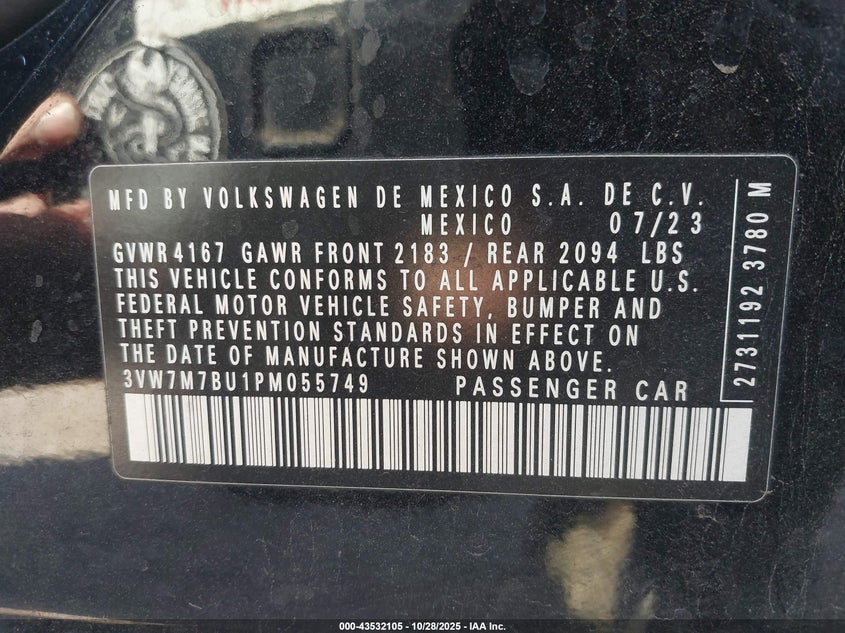 MFD BY VOLKSWAGEN DE MEXICO S.A. DE C.V.
MEXICO 07/23
GVWR 4167 GAWR FRONT 2183 / REAR 2094 LBS
THIS VEHICLE CONFORMS TO ALL APPLICABLE U.S.
FEDERAL MOTOR VEHICLE SAFETY, BUMPER AND
THEFT PREVENTION STANDARDS IN EFFECT ON
THE DATE OF MANUFACTURE SHOWN ABOVE.
3VW7M7BU1PM055749 PASSENGER CAR
2731192 3780 M
000-43532105 | 10/28/2025 - IAA Inc.